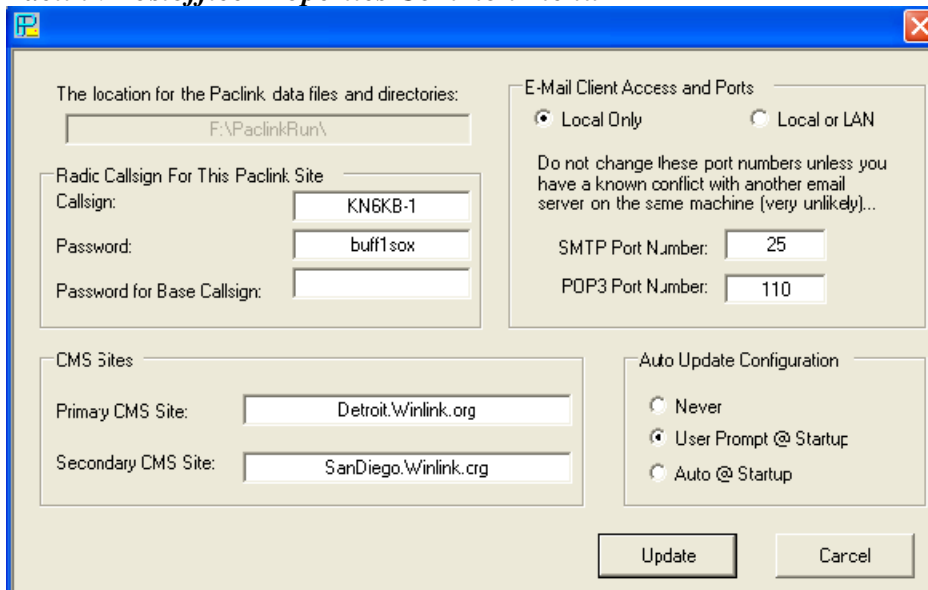 The location for the Paclink data files and directories:
F:\PaclinkRun\
Radic Callsign For This Paclink Site
Callsign:
KN6KB-1
Password:
buff1sox
Password for Base Callsign:
E-Mail Client Access and Ports
Local Only
Local or LAN
Do not change these port numbers unless you
have a known conflict with another email
server on the same machine (very unlikely)...
SMTP Port Number:
25
POP3 Port Number:
110
CMS Sites
Primary CMS Site:
Detroit.Winlink.org
Secondary CMS Site:
SanDiego.Winlink.org
Auto Update Configuration
Never
User Prompt @ Startup
Auto @ Startup
Update
Cancel